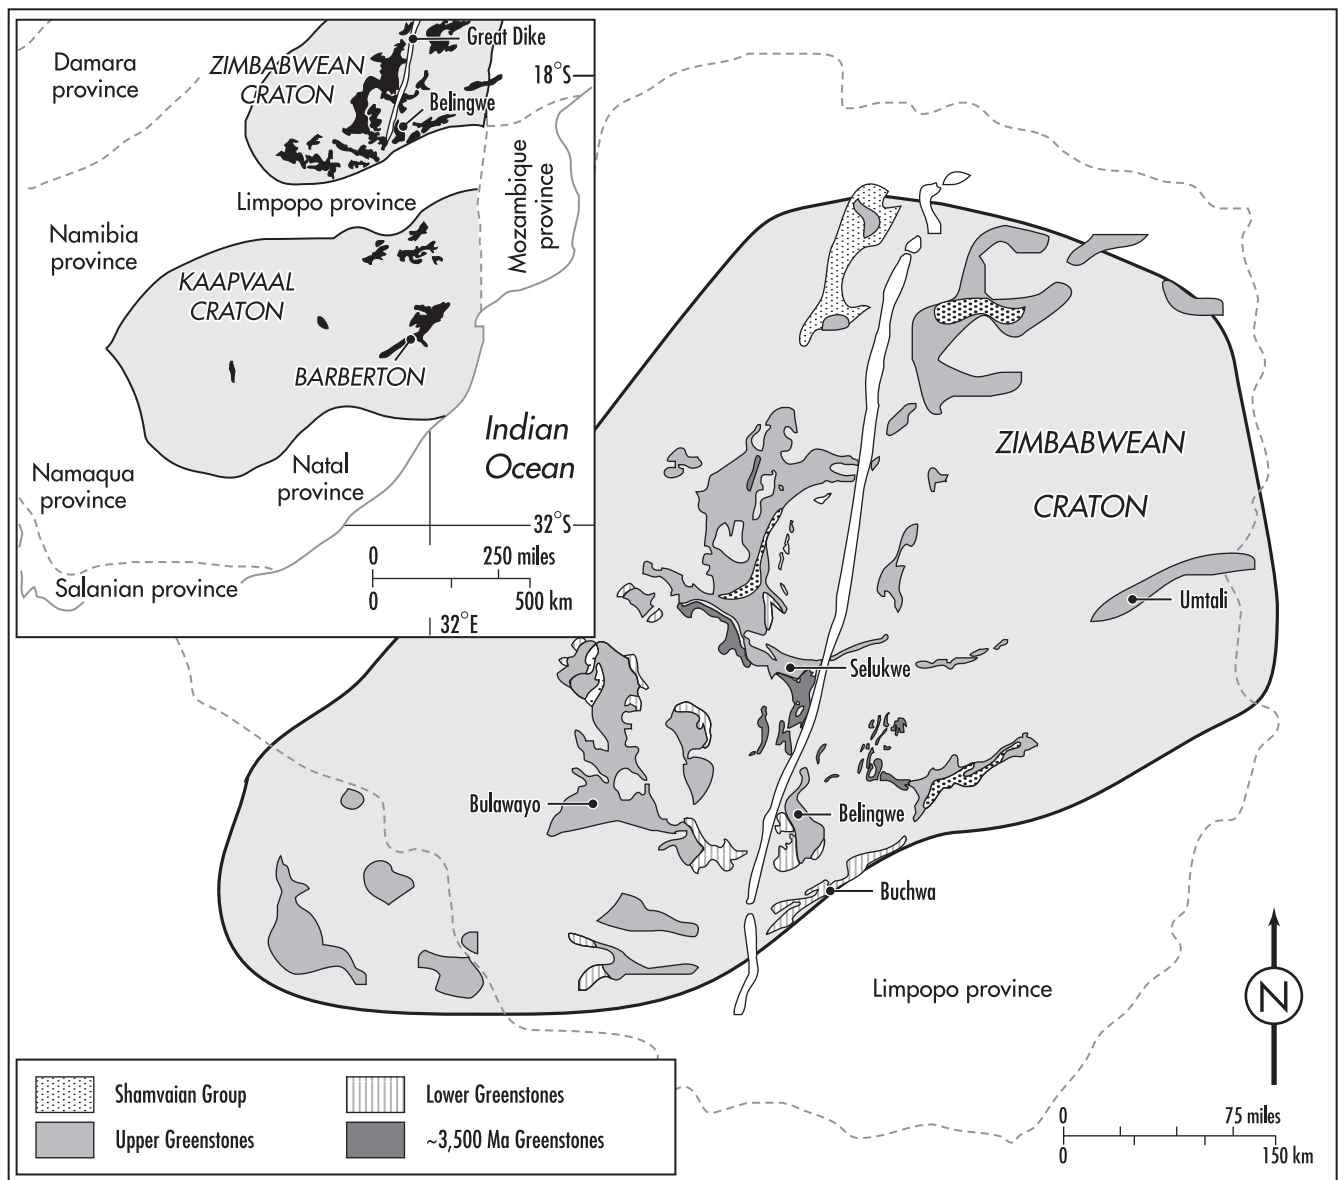 Great Dike
Damara
province
ZIMBABWEAN
CRATON
18°S
Belingwe
Mozambique
province
Limpopo province
Namibia
province
KAAPVAAL
CRATON
BARBERTON
Indian
Ocean
Natal
province
Namaqua
province
32°S
0 250 miles
Salanian province
0 500 km
32°E
ZIMBABWEAN
CRATON
Umtali
Selukwe
Bulawayo
Belingwe
Buchwa
Limpopo province
N
Shamvaian Group
Lower Greenstones
Upper Greenstones
~3,500 Ma Greenstones
0 75 miles
0 150 km